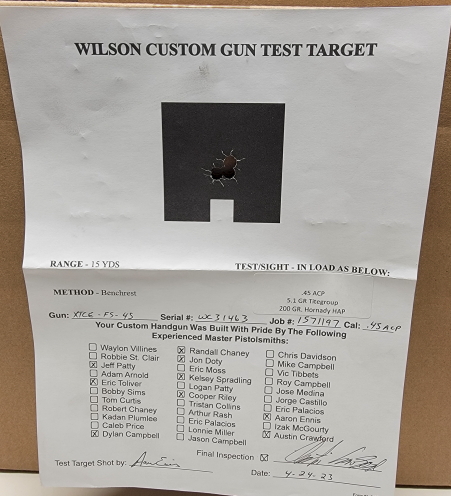 WILSON CUSTOM GUN TEST TARGET
RANGE - 15 YDS
TEST/SIGHT - IN LOAD AS BELOW:
METHOD - Benchrest
.45 ACP
5.1 GR Titegroup
200 GR. Hornady HAP
Gun: XTCE-FS-45 Serial #: WC31463 Job #: 1571197 Cal: .45 ACP
Your Custom Handgun Was Built With Pride By The Following
Experienced Master Pistolsmiths:
☐ Waylon Villines ☒ Randall Chaney ☐ Chris Davidson
☐ Robbie St. Clair ☒ Jon Doty ☐ Mike Campbell
☒ Jeff Patty ☐ Eric Moss ☐ Vic Tibbets
☐ Adam Arnold ☒ Kelsey Spradling ☐ Roy Campbell
☒ Eric Toliver ☐ Logan Patty ☐ Jose Medina
☐ Bobby Sims ☒ Cooper Riley ☐ Jorge Castillo
☐ Tom Curtis ☐ Tristan Collins ☐ Eric Palacios
☐ Robert Chaney ☐ Arthur Rash ☒ Aaron Ennis
☐ Kadan Plumlee ☐ Eric Palacios ☐ Izak McGourty
☐ Caleb Price ☐ Lonnie Miller ☒ Austin Crawford
☒ Dylan Campbell ☐ Jason Campbell
Final Inspection ☒
Test Target Shot by:
Date: 4-24-23